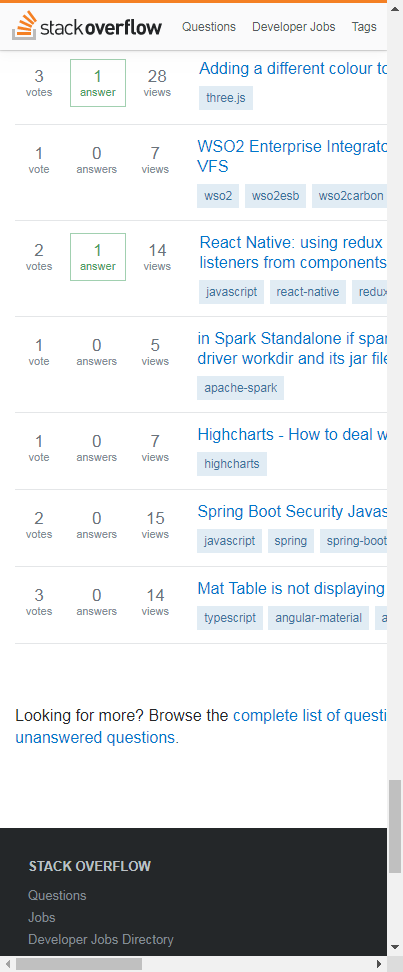 stackoverflow Questions Developer Jobs Tags
3 1 28 Adding a different colour to
votes answer views
three.js
1 0 7 WSO2 Enterprise Integrato
vote answers views VFS
wso2 wso2esb wso2carbon
2 1 14 React Native: using redux
votes answer views listeners from components
javascript react-native redux
1 0 5 in Spark Standalone if spar
vote answers views driver workdir and its jar file
apache-spark
1 0 7 Highcharts - How to deal w
vote answers views
highcharts
2 0 15 Spring Boot Security Javas
votes answers views
javascript spring spring-boot
3 0 14 Mat Table is not displaying
votes answers views
typescript angular-material a
Looking for more? Browse the complete list of questi
unanswered questions.
STACK OVERFLOW
Questions
Jobs
Developer Jobs Directory